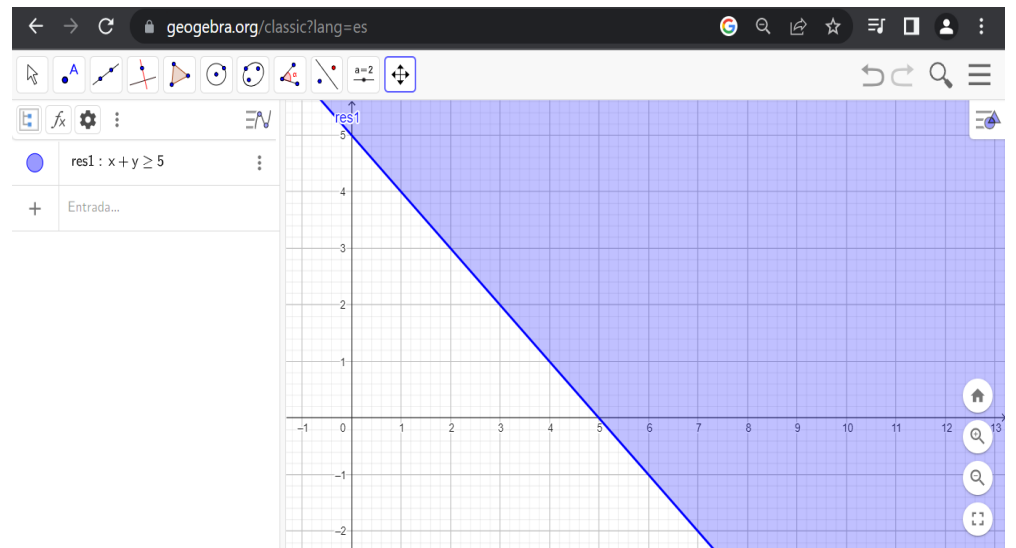 geogebra.org/classic?lang=es
A
α
a=2
fx
res1 : x + y ≥ 5
Entrada...
res1
5
4
3
2
1
−1 0 1 2 3 4 5 6 7 8 9 10 11 12 13
−1
−2